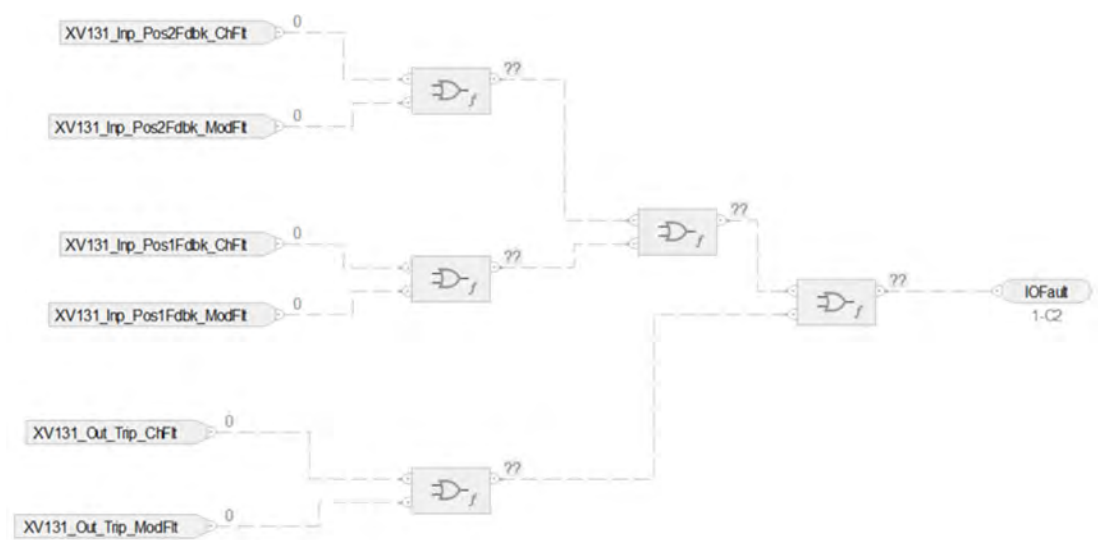 XV131_Inp_Pos2Fdbk_ChFlt
0
??
XV131_Inp_Pos2Fdbk_ModFlt
0
??
XV131_Inp_Pos1Fdbk_ChFlt
0
??
XV131_Inp_Pos1Fdbk_ModFlt
0
??
IOFault
1-C2
XV131_Out_Trip_ChFlt
0
??
XV131_Out_Trip_ModFlt
0